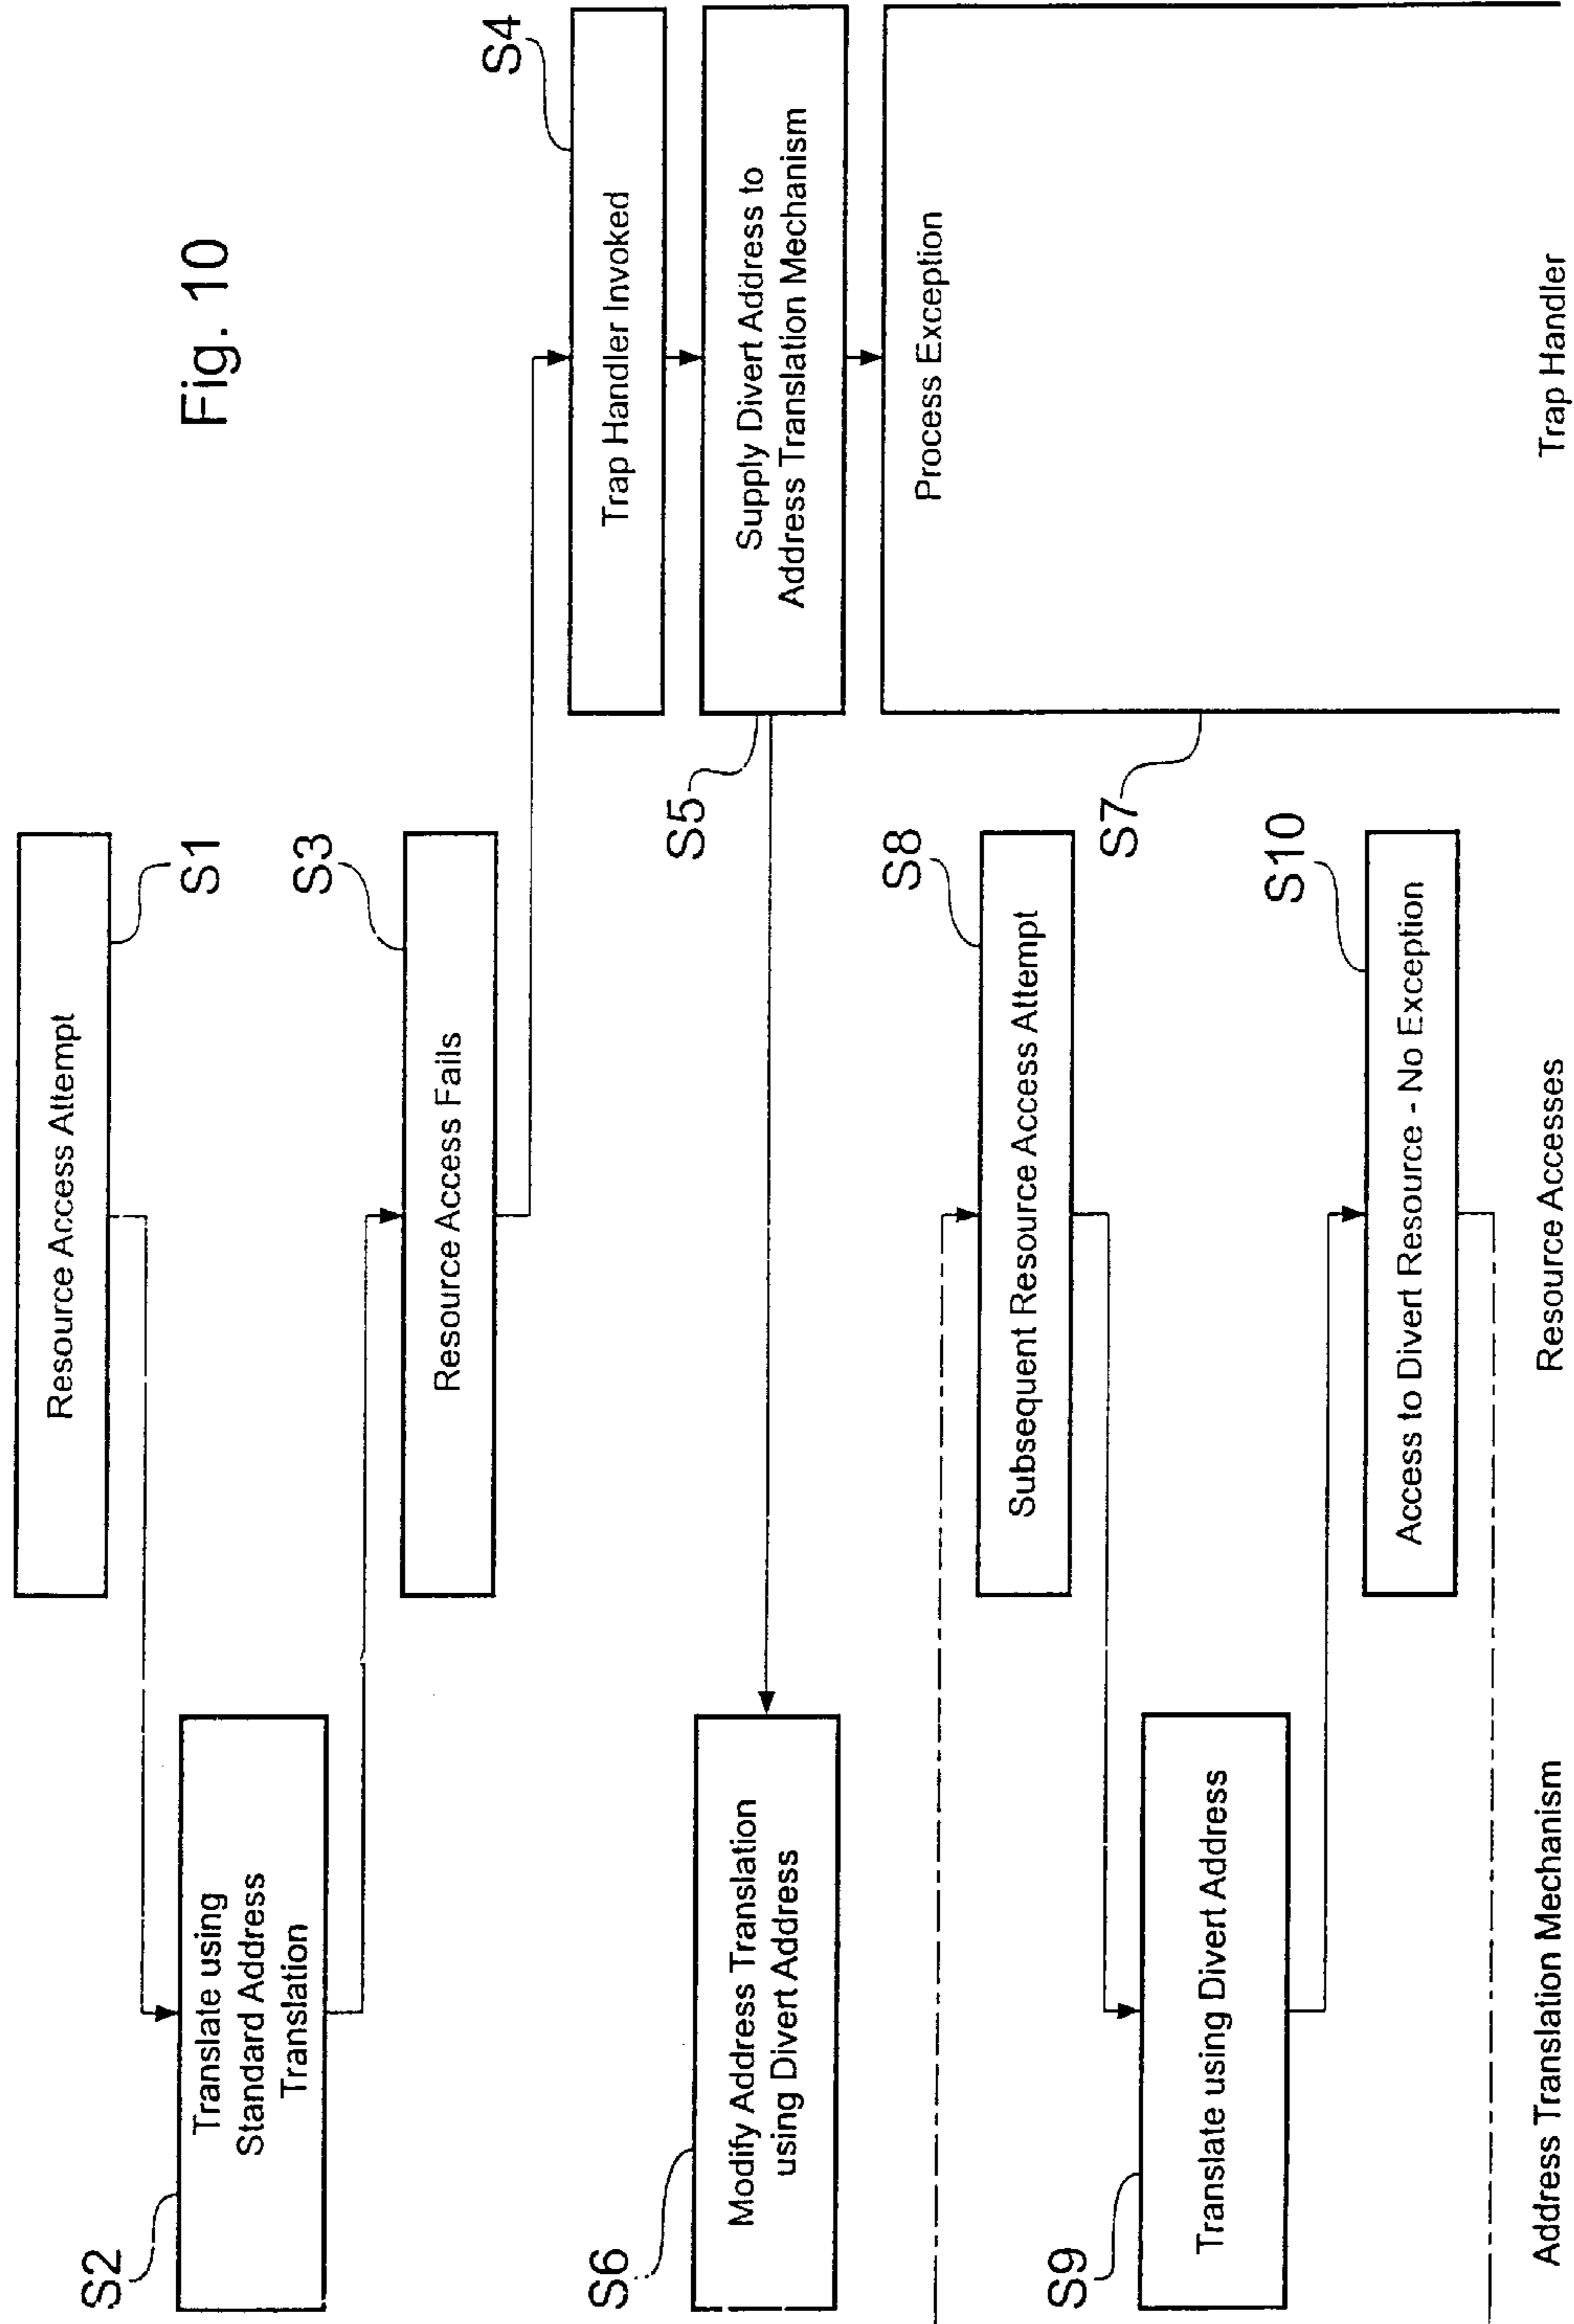 Fig. 10
Resource Access Attempt
S1
S2
Translate using
Standard Address
Translation
S3
Resource Access Fails
S4
Trap Handler Invoked
S5
Supply Divert Address to
Address Translation Mechanism
S6
Modify Address Translation
using Divert Address
Process Exception
S7
S8
Subsequent Resource Access Attempt
S9
Translate using Divert Address
S10
Access to Divert Resource - No Exception
Address Translation Mechanism
Resource Accesses
Trap Handler